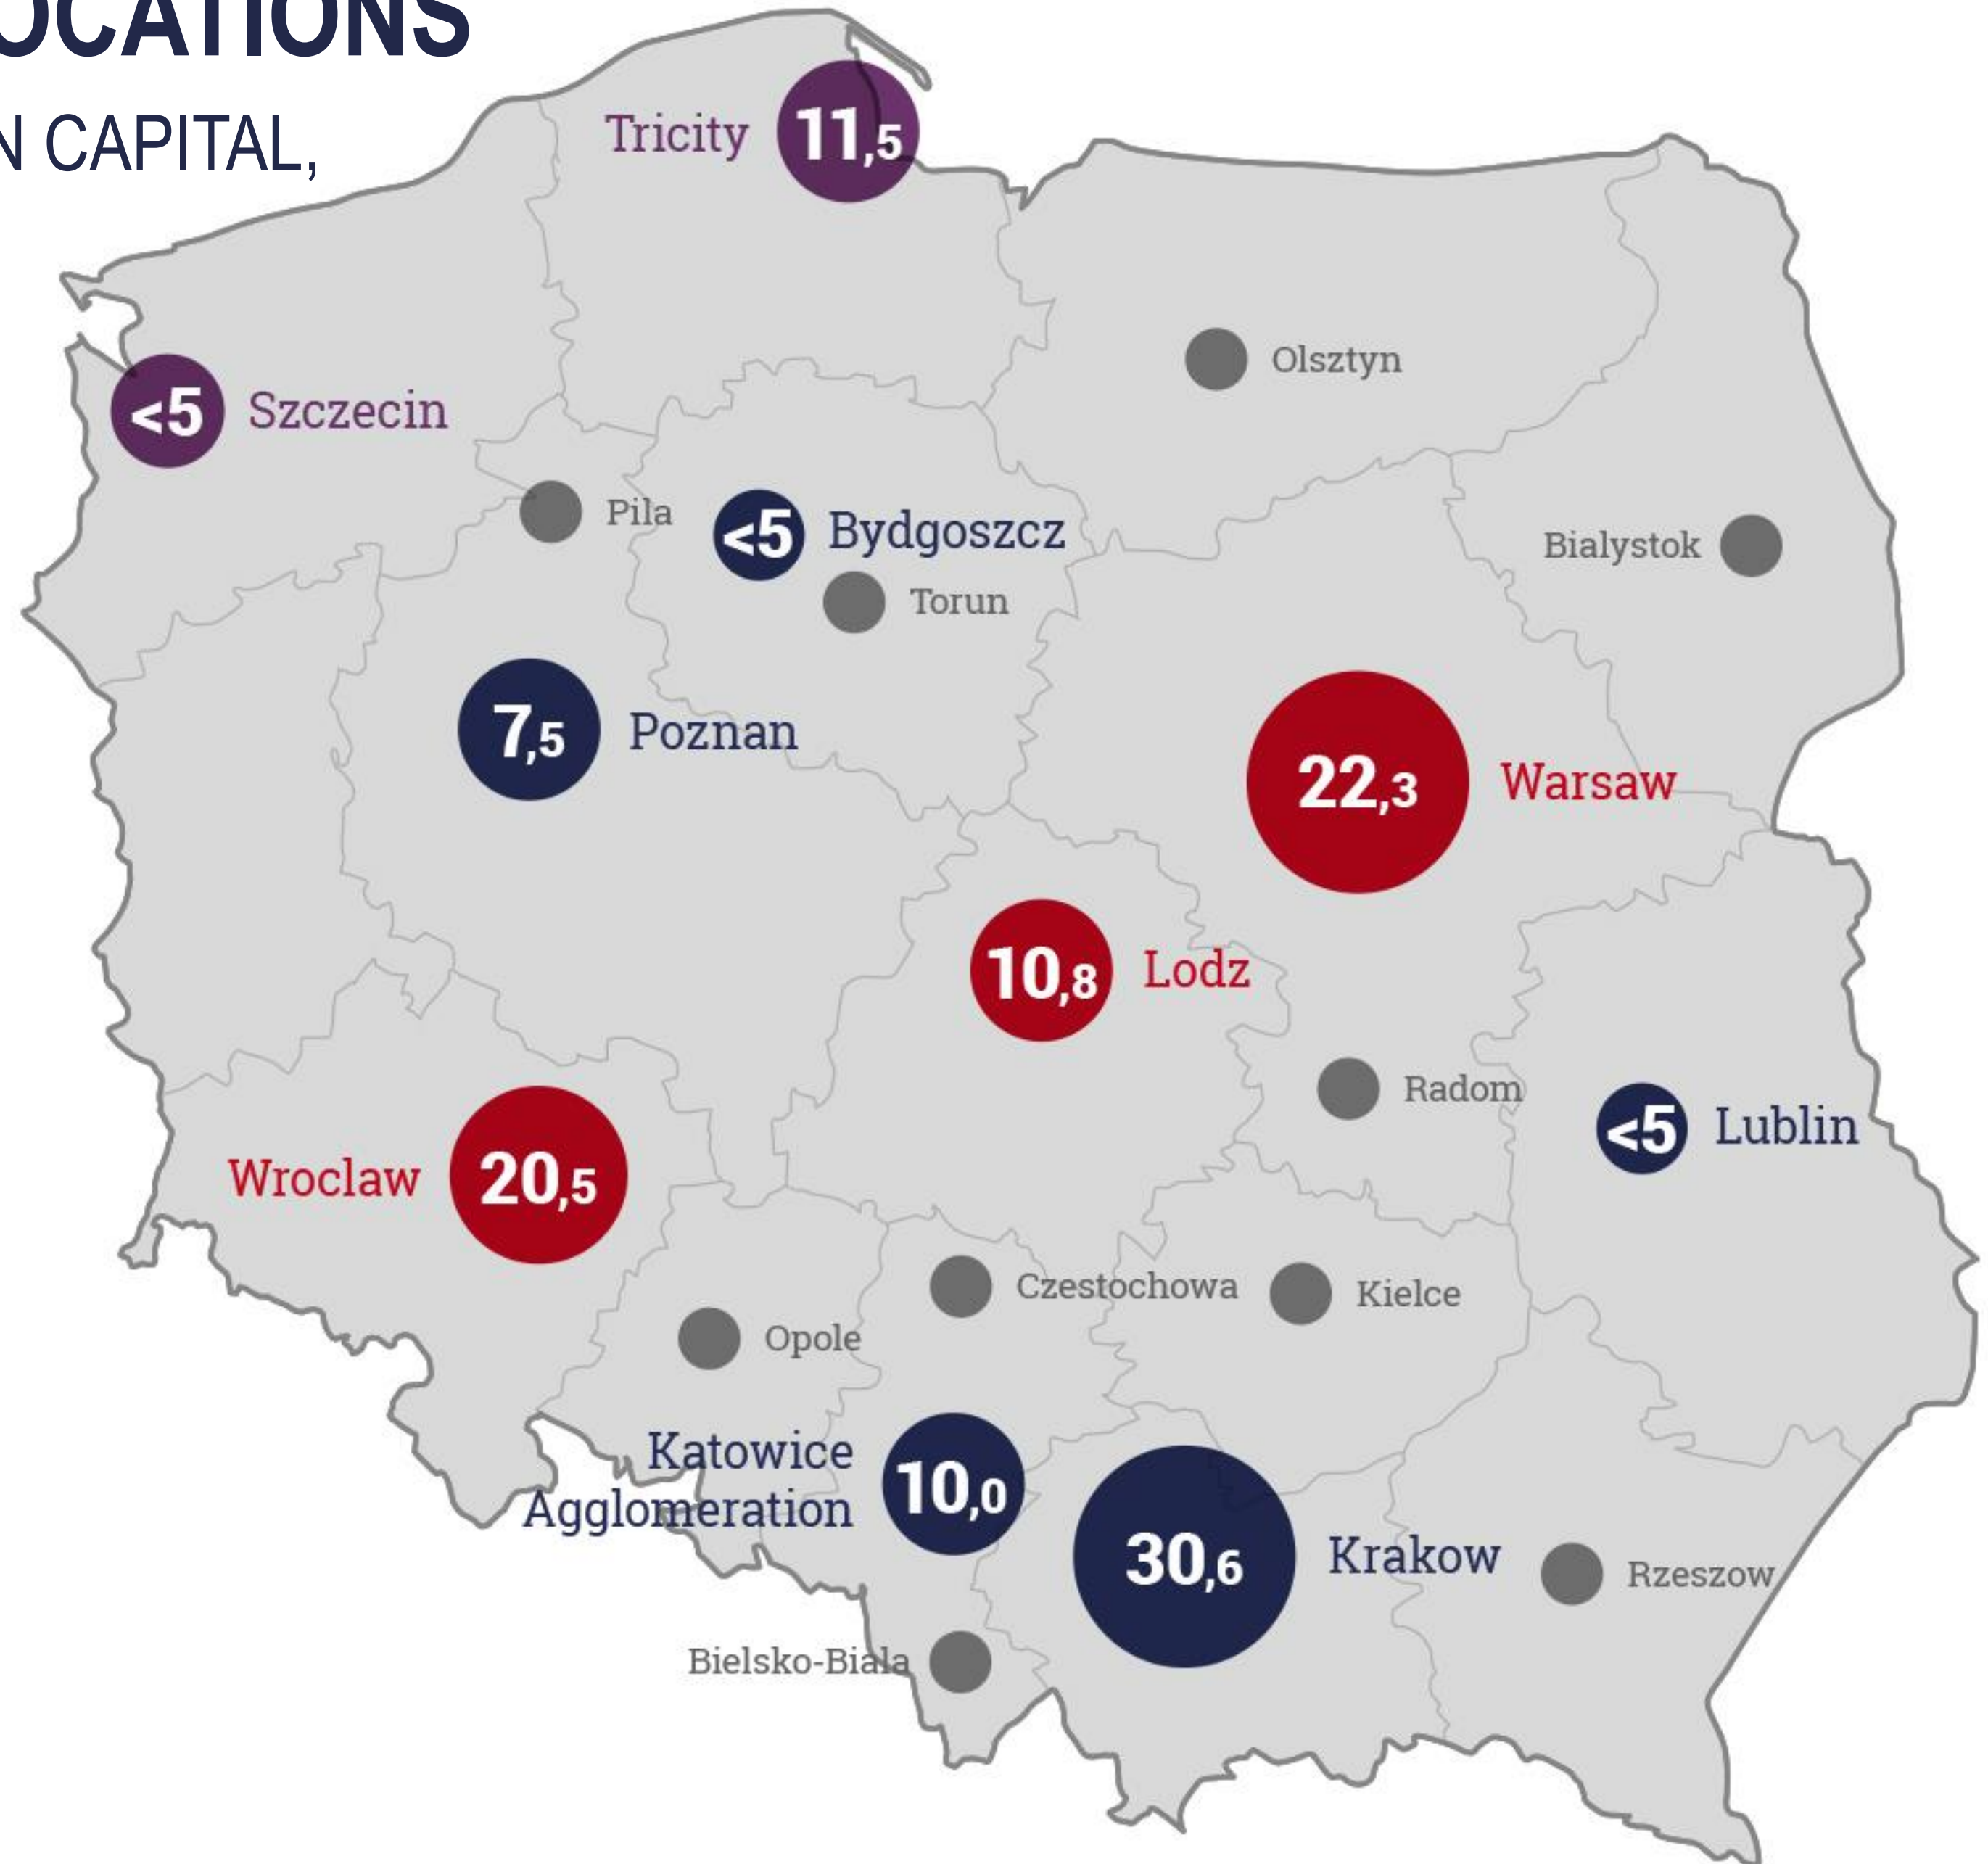 OCATIONS
N CAPITAL,
Tricity 11,5
Olsztyn
<5 Szczecin
Pila
<5 Bydgoszcz
Bialystok
Torun
7,5 Poznan
22,3 Warsaw
10,8 Lodz
Radom
<5 Lublin
Wroclaw 20,5
Czestochowa
Kielce
Opole
Katowice
Agglomeration
10,0
30,6 Krakow
Rzeszow
Bielsko-Biala